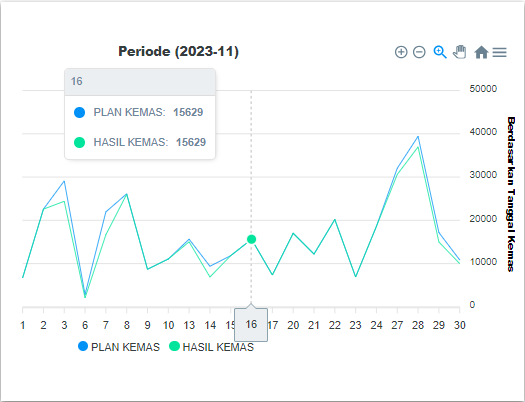 Periode (2023-11)
16
PLAN KEMAS: 15629
HASIL KEMAS: 15629
50000
40000
30000
20000
10000
0
Berdasarkan Tanggal Kemas
1 2 3 6 7 8 9 10 13 14 15 16 17 20 21 22 23 24 27 28 29 30
PLAN KEMAS HASIL KEMAS